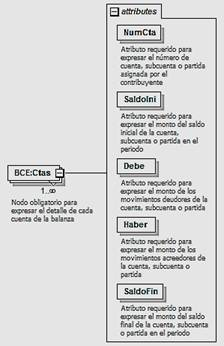 attributes
NumCta
Atributo requerido para
expresar el número de
cuenta, subcuenta o partida
asignada por el
contribuyente
SaldoIni
Atributo requerido para
expresar el monto del saldo
inicial de la cuenta,
subcuenta o partida en el
periodo
BCE:Ctas
1..∞
Nodo obligatorio para
expresar el detalle de cada
cuenta de la balanza
Debe
Atributo requerido para
expresar el monto de los
movimientos deudores de
la cuenta, subcuenta o partida
Haber
Atributo requerido para
expresar el monto de los
movimientos acreedores de
la cuenta, subcuenta o
partida
SaldoFin
Atributo requerido para
expresar el monto del saldo
final de la cuenta, subcuenta
o partida en el periodo